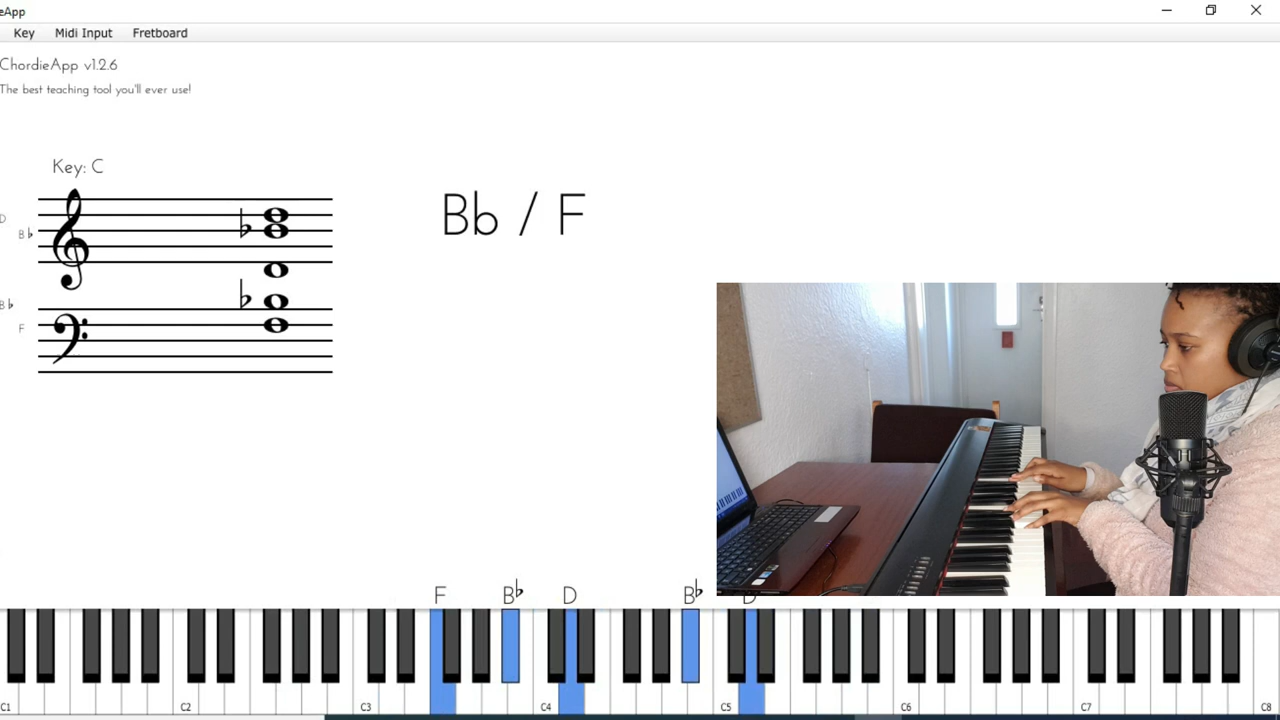 eApp
Key Midi Input Fretboard
ChordieApp v1.2.6
The best teaching tool you'll ever use!
Key: C
Bb / F
D
B♭
B♭
F
F B♭ D B♭ D
C1 C2 C3 C4 C5 C6 C7 C8